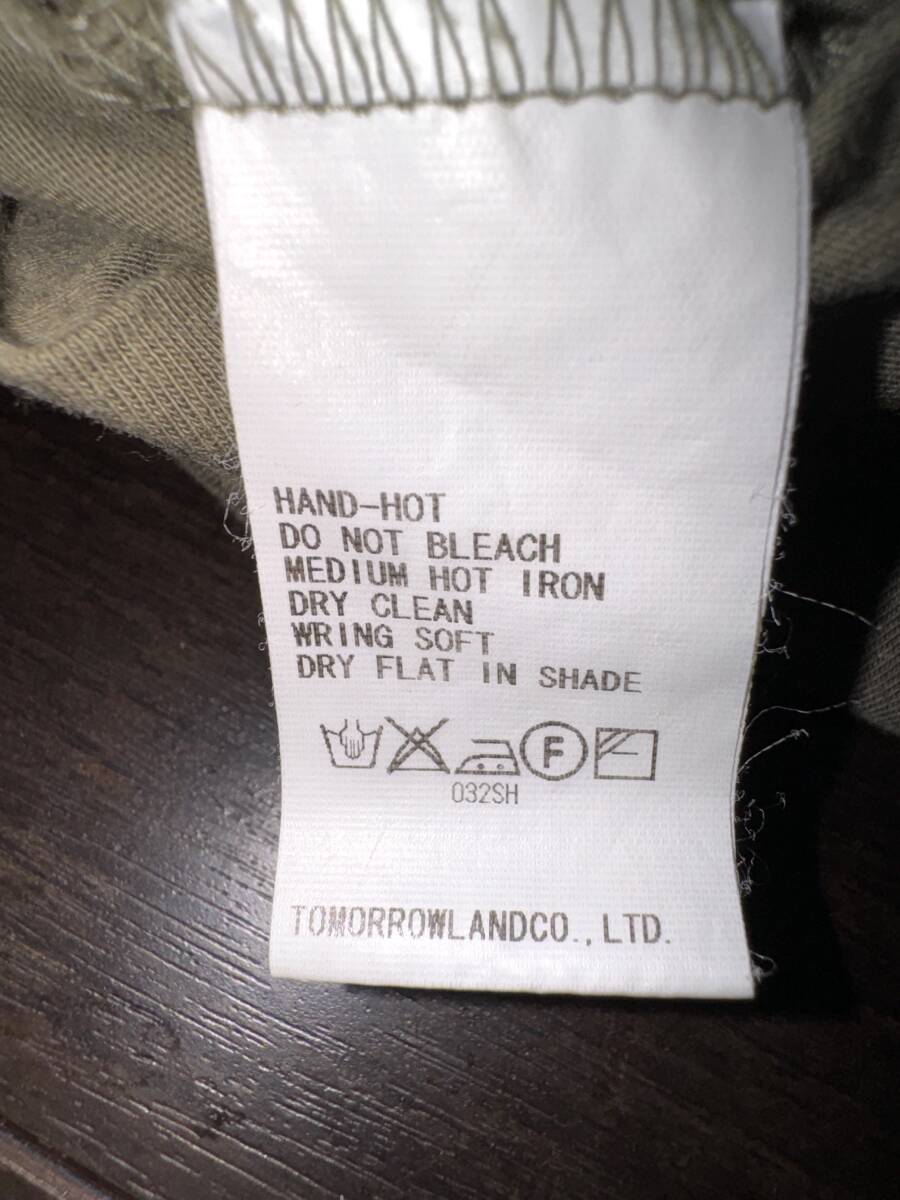 HAND-HOT
DO NOT BLEACH
MEDIUM HOT IRON
DRY CLEAN
WRING SOFT
DRY FLAT IN SHADE
F
032SH
TOMORROWLANDCO., LTD.